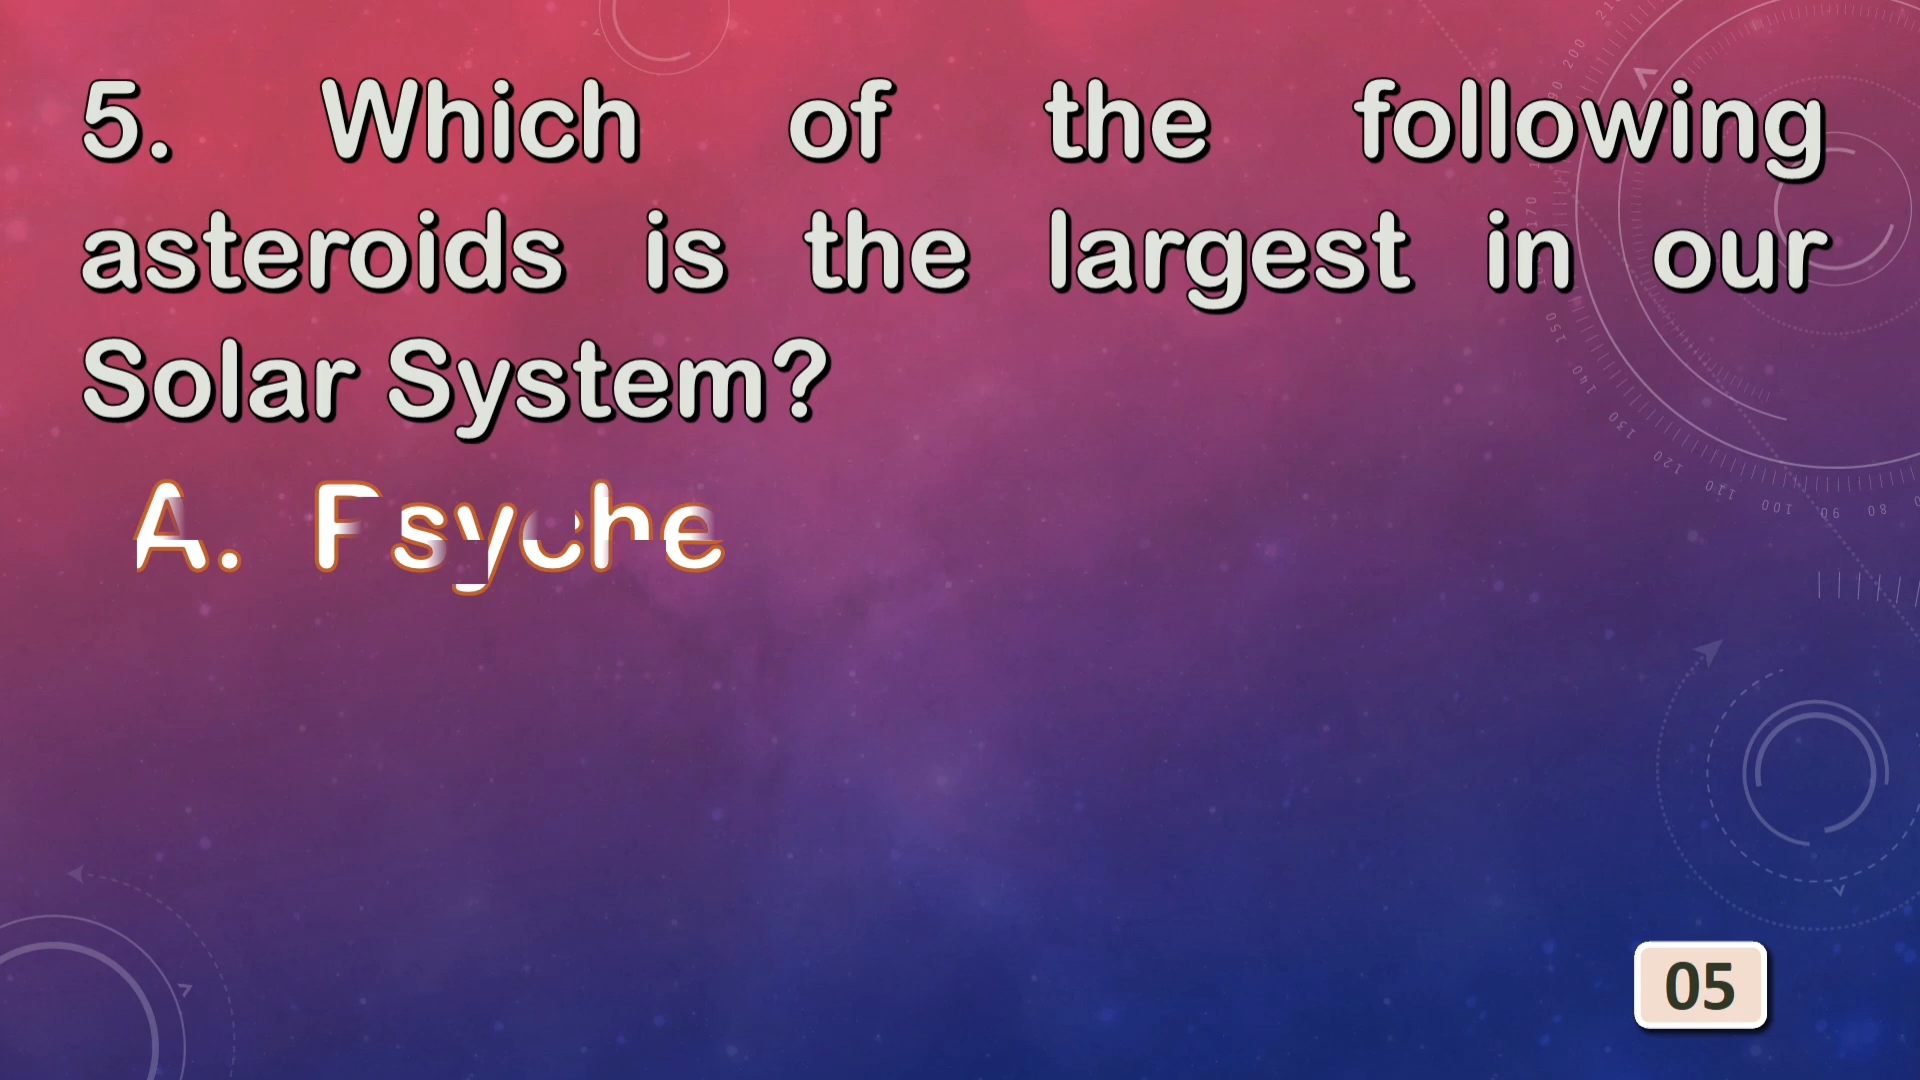 5. Which of the following
asteroids is the largest in our
Solar System?
A. Psyche
05